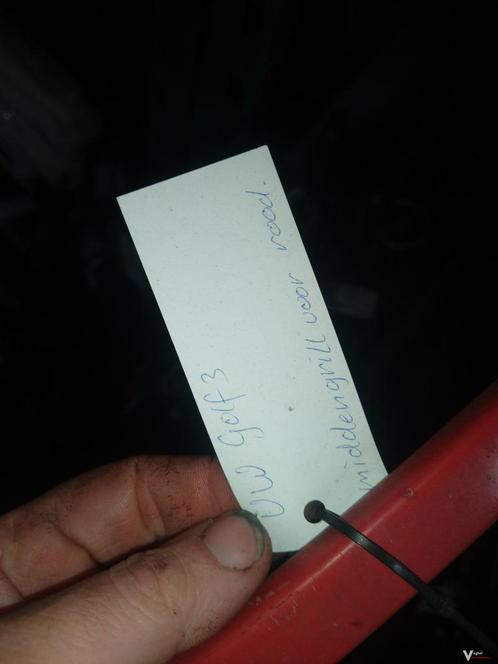 VW Golf 3
middengrill voor rood.